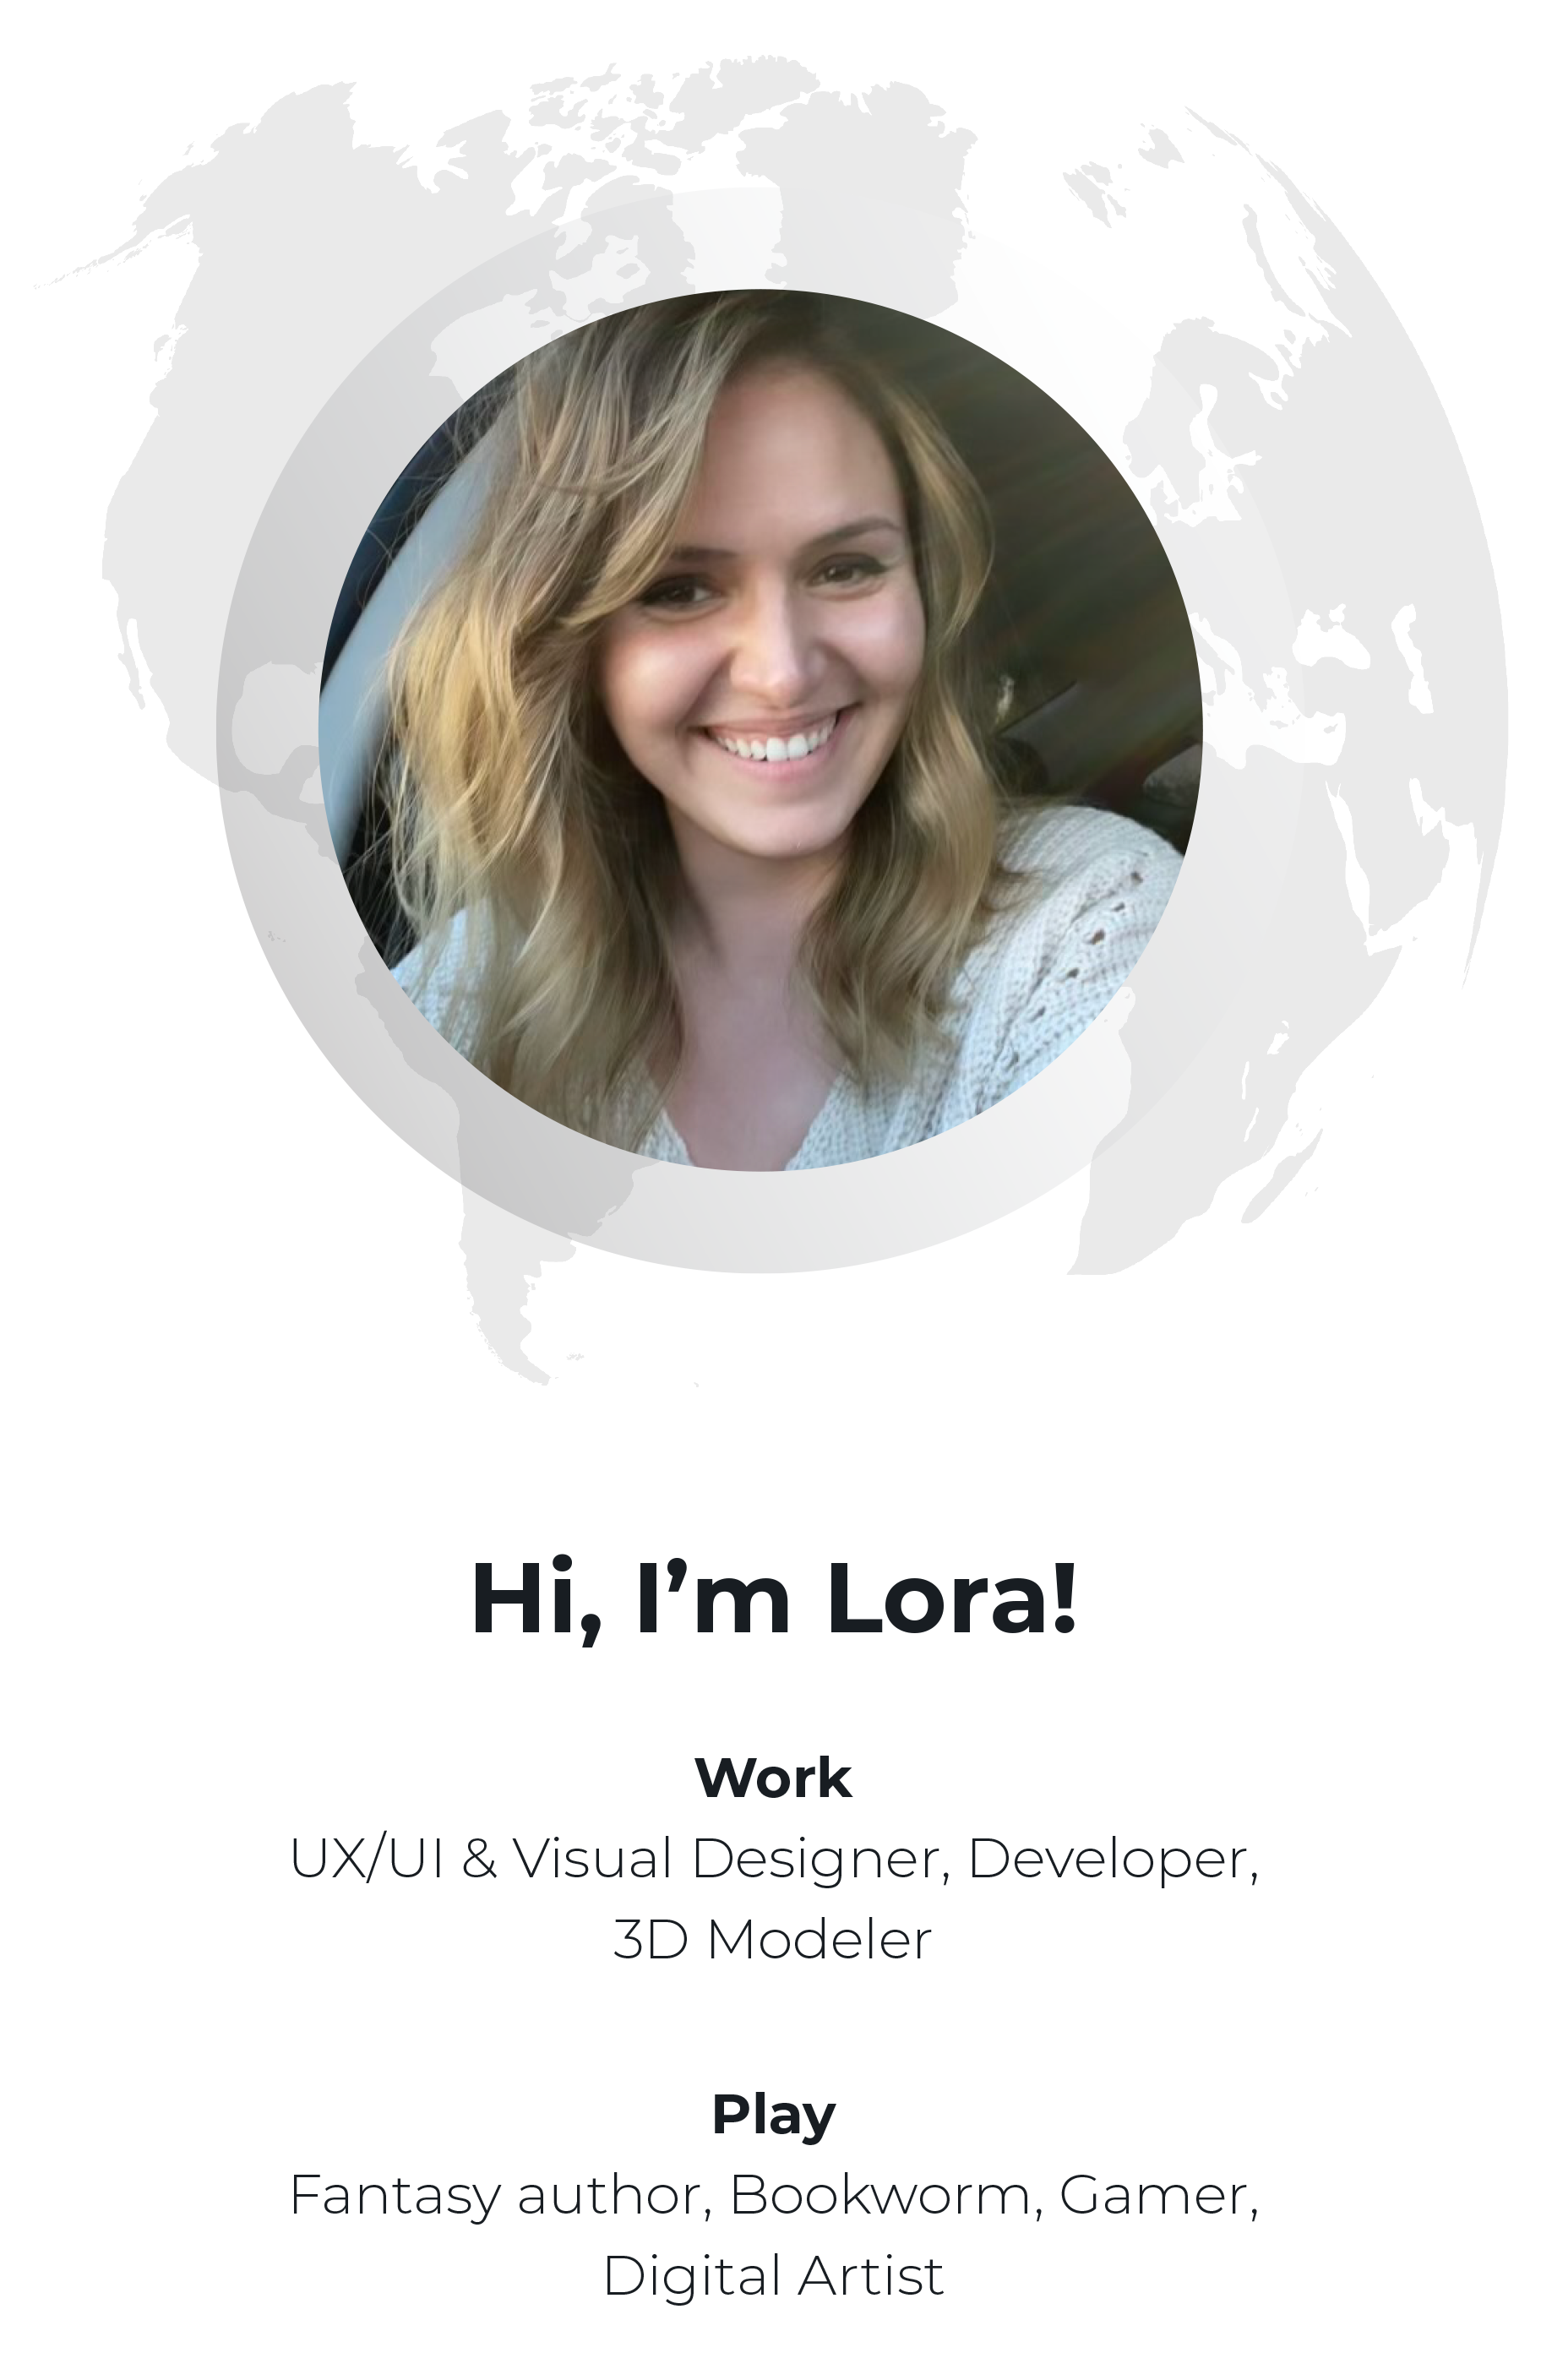 Hi, I’m Lora!
Work
UX/UI & Visual Designer, Developer,
3D Modeler
Play
Fantasy author, Bookworm, Gamer,
Digital Artist